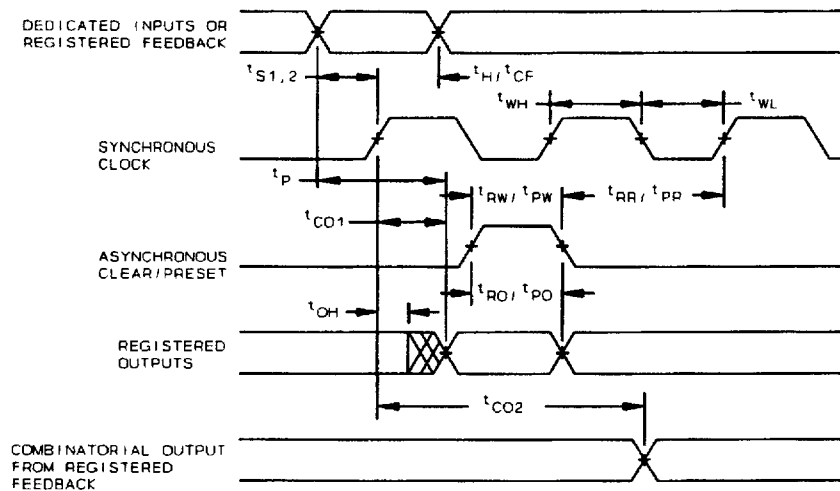 DEDICATED INPUTS OR
REGISTERED FEEDBACK
tS1,2
tH/tCF
tWH
tWL
SYNCHRONOUS
CLOCK
tP
tRW/tPW
tRR/tPR
tCO1
ASYNCHRONOUS
CLEAR/PRESET
tRO/tPO
tOH
REGISTERED
OUTPUTS
tCO2
COMBINATORIAL OUTPUT
FROM REGISTERED
FEEDBACK